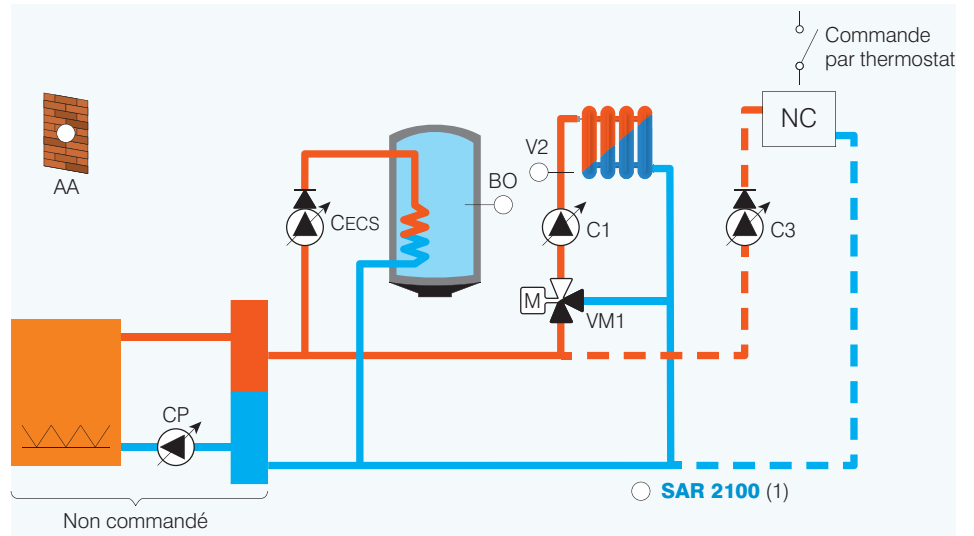 Commande
par thermostat
NC
AA
V2
BO
CECS
C1
C3
M
VM1
CP
SAR 2100 (1)
Non commandé